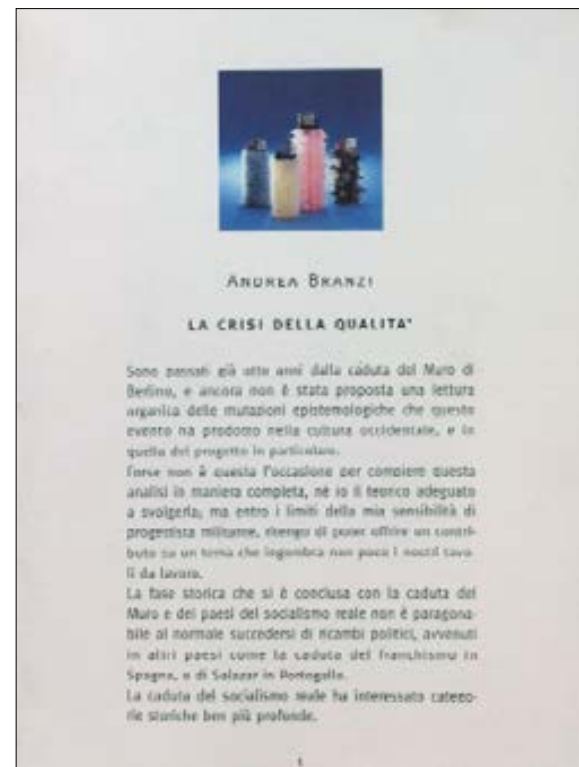 ANDREA BRANZI
LA CRISI DELLA QUALITA'
Sono passati già otto anni dalla caduta del Muro di
Berlino, e ancora non è stata proposta una lettura
organica delle mutazioni epistemologiche che questo
evento ha prodotto nella cultura occidentale, e in
quella del progetto in particolare.
Forse non è questa l'occasione per compiere questa
analisi in maniera completa, né io il teorico adeguato
a svolgerla; ma entro i limiti della mia sensibilità di
progettista militante, ritengo di poter offrire un contri-
buto su un tema che ingombra non poco i nostri tavo-
li da lavoro.
La fase storica che si è conclusa con la caduta del
Muro e dei paesi del socialismo reale non è paragona-
bile al normale succedersi di ricambi politici, avvenuti
in altri paesi come la caduta del franchismo in
Spagna, o di Salazar in Portogallo.
La caduta del socialismo reale ha interessato catego-
rie storiche ben più profonde.
1